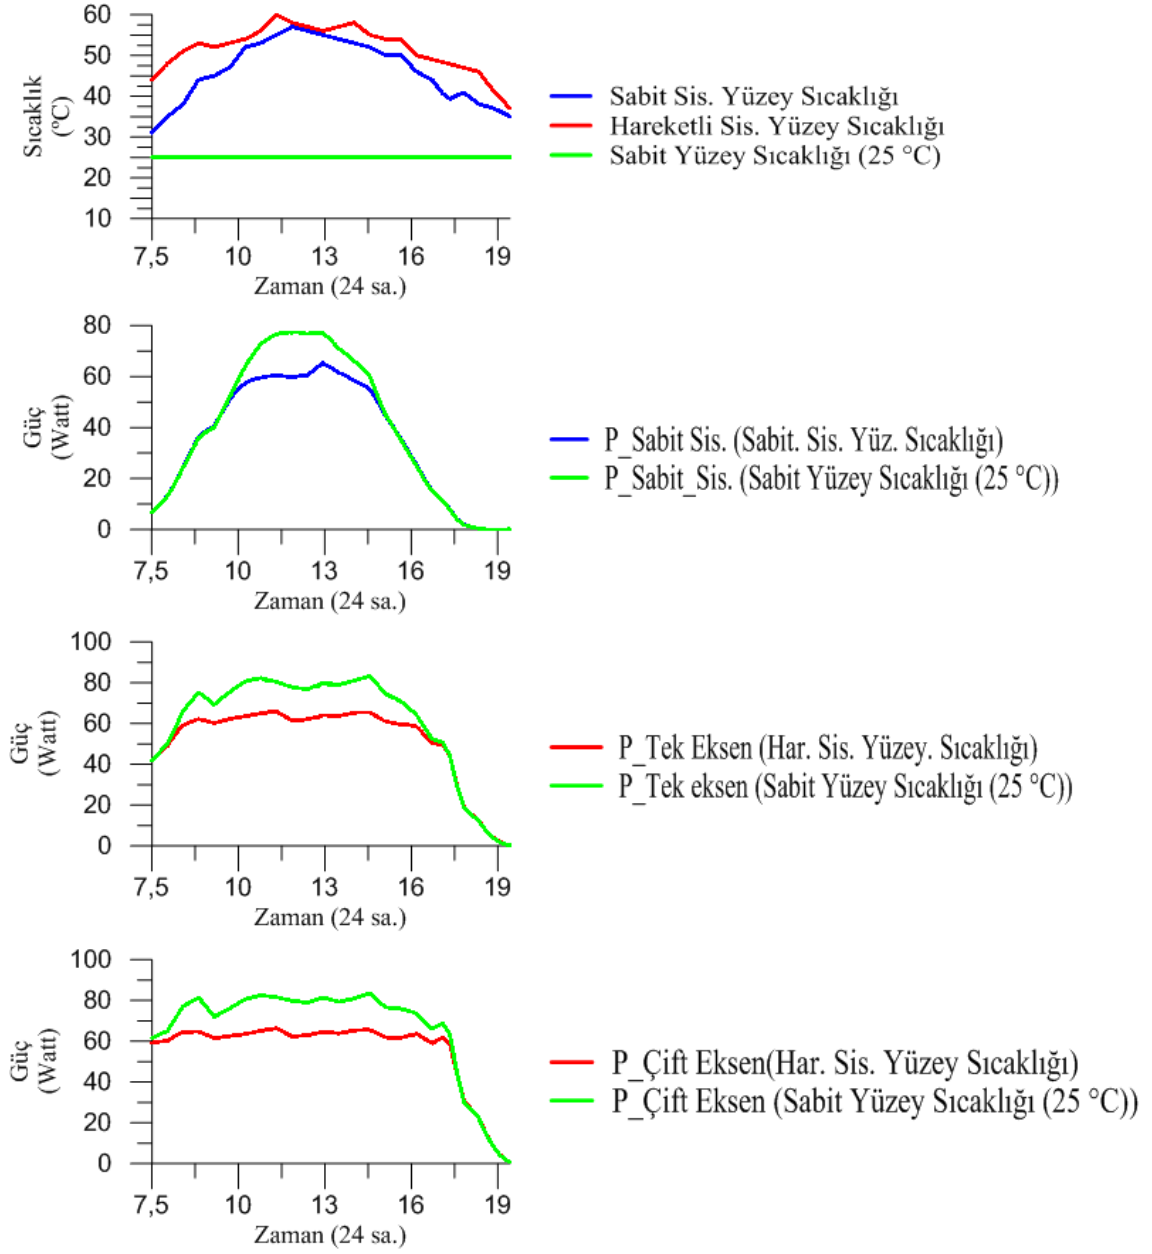 60
50
40
30
20
10
Sıcaklık
(°C)
7,5 10 13 16 19
Zaman (24 sa.)
Sabit Sis. Yüzey Sıcaklığı
Hareketli Sis. Yüzey Sıcaklığı
Sabit Yüzey Sıcaklığı (25 °C)
80
60
40
20
0
Güç
(Watt)
7,5 10 13 16 19
Zaman (24 sa.)
P_Sabit Sis. (Sabit. Sis. Yüz. Sıcaklığı)
P_Sabit_Sis. (Sabit Yüzey Sıcaklığı (25 °C))
100
80
60
40
20
0
Güç
(Watt)
7,5 10 13 16 19
Zaman (24 sa.)
P_Tek Eksen (Har. Sis. Yüzey. Sıcaklığı)
P_Tek eksen (Sabit Yüzey Sıcaklığı (25 °C))
100
80
60
40
20
0
Güç
(Watt)
7,5 10 13 16 19
Zaman (24 sa.)
P_Çift Eksen(Har. Sis. Yüzey Sıcaklığı)
P_Çift Eksen (Sabit Yüzey Sıcaklığı (25 °C))